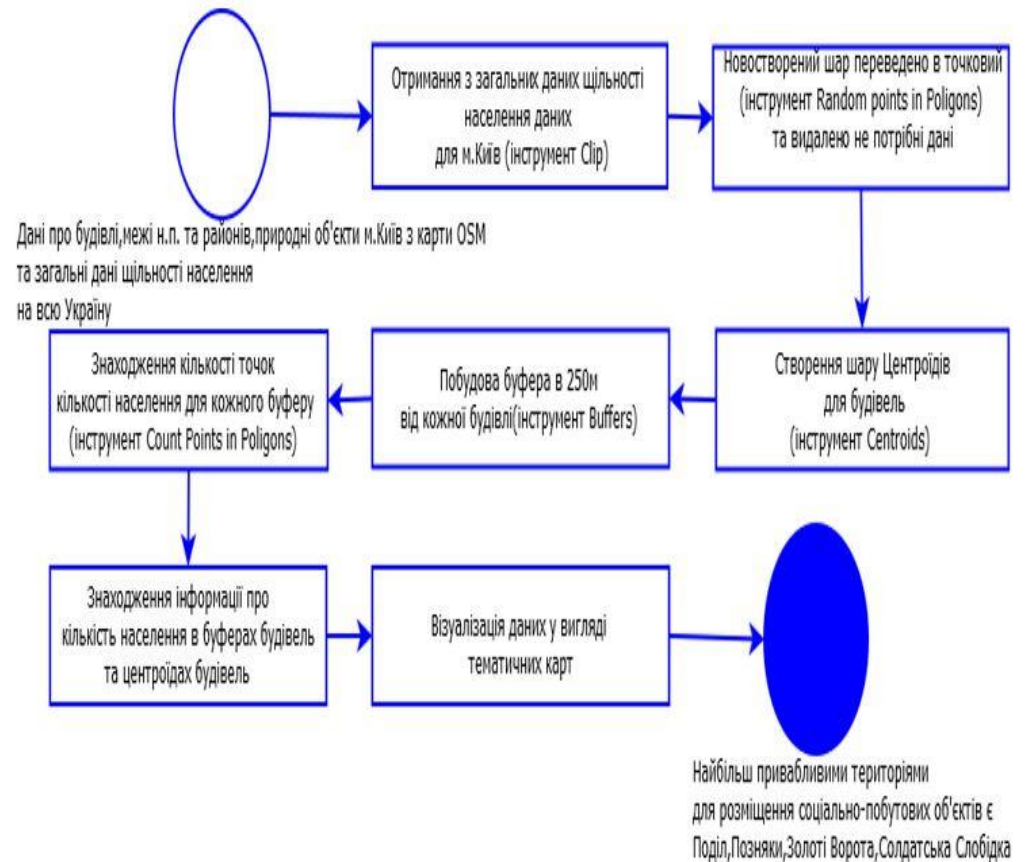 Дані про будівлі,межі н.п. та районів,природні об'єкти м.Київ з карти OSM
та загальні дані щільності населення
на всю Україну
Отримання з загальних даних щільності
населення даних
для м.Київ (інструмент Clip)
Новостворений шар переведено в точковий
(інструмент Random points in Poligons)
та видалено не потрібні дані
Створення шару Центроїдів
для будівель
(інструмент Centroids)
Побудова буфера в 250м
від кожної будівлі(інструмент Buffers)
Знаходження кількості точок
кількості населення для кожного буферу
(інструмент Count Points in Poligons)
Знаходження інформації про
кількість населення в буферах будівель
та центроїдах будівель
Візуалізація даних у вигляді
тематичних карт
Найбільш привабливими територіями
для розміщення соціально-побутових об'єктів є
Поділ,Позняки,Золоті Ворота,Солдатська Слобідка